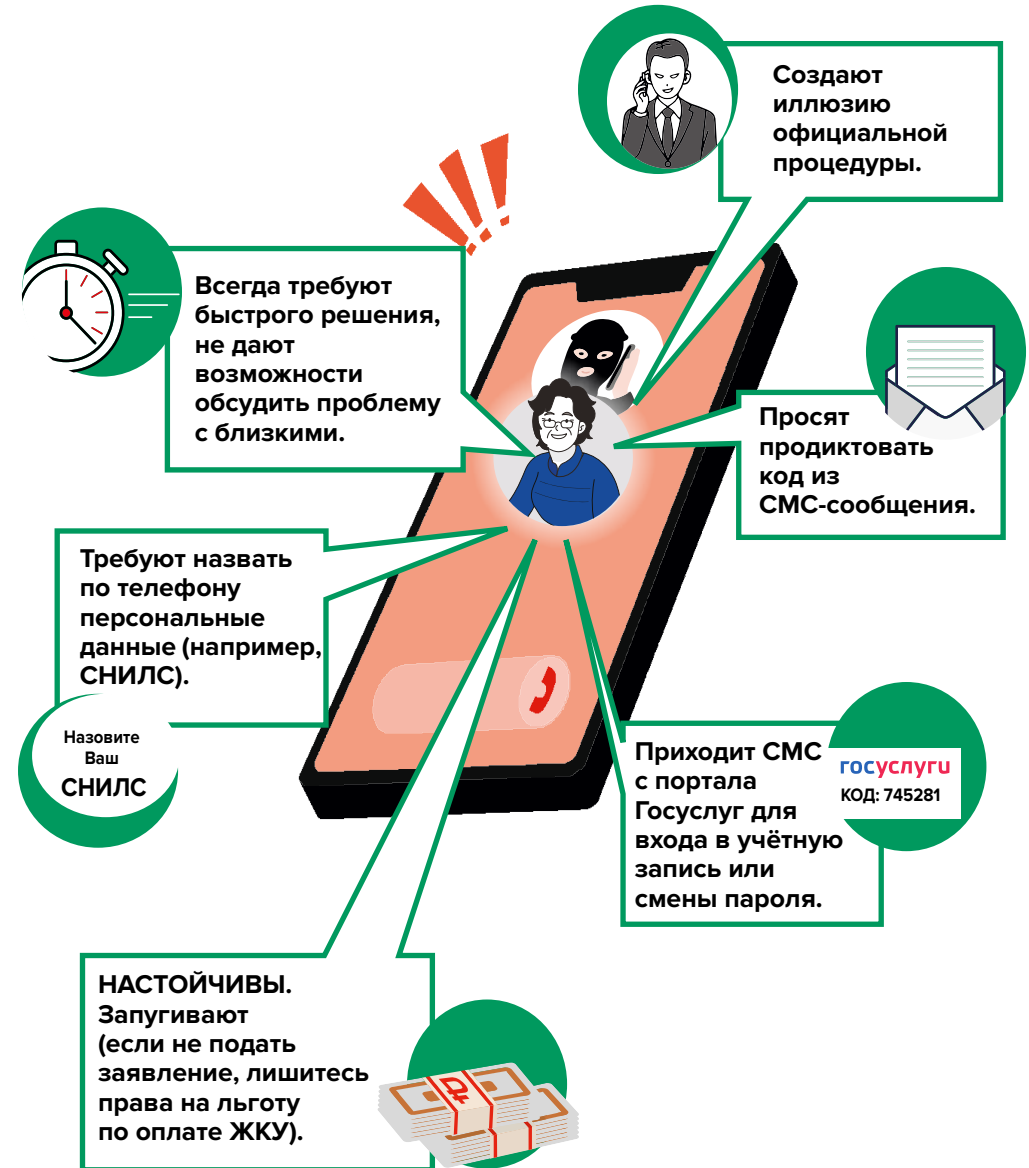 Создают
иллюзию
официальной
процедуры.
Всегда требуют
быстрого решения,
не дают
возможности
обсудить проблему
с близкими.
Просят
продиктовать
код из
СМС-сообщения.
Требуют назвать
по телефону
персональные
данные (например,
СНИЛС).
Назовите
Ваш
СНИЛС
Приходит СМС
с портала
Госуслуг для
входа в учётную
запись или
смены пароля.
госуслуги
КОД: 745281
НАСТОЙЧИВЫ.
Запугивают
(если не подать
заявление, лишитесь
права на льготу
по оплате ЖКУ).